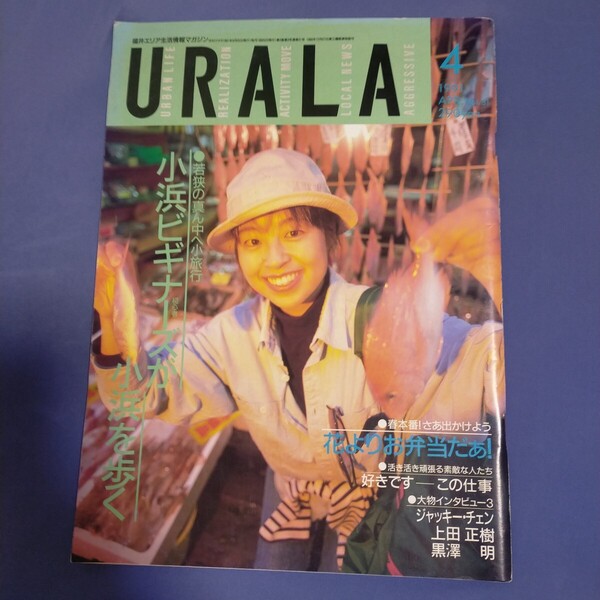 福井エリア生活情報マガジン
URALA
URBAN LIFE
REALIZATION
ACTIVITY MOVE
LOCAL NEWS
AGGRESSIVE
4
●若狭の真ん中へ小旅行
小浜ビギナーズが
小浜を歩く
●春本番!さあ出かけよう
花よりお弁当だぁ!
●活き活き頑張る素敵な人たち
好きです──この仕事
●大物インタビュー3
ジャッキー・チェン
上田 正樹
黒澤 明